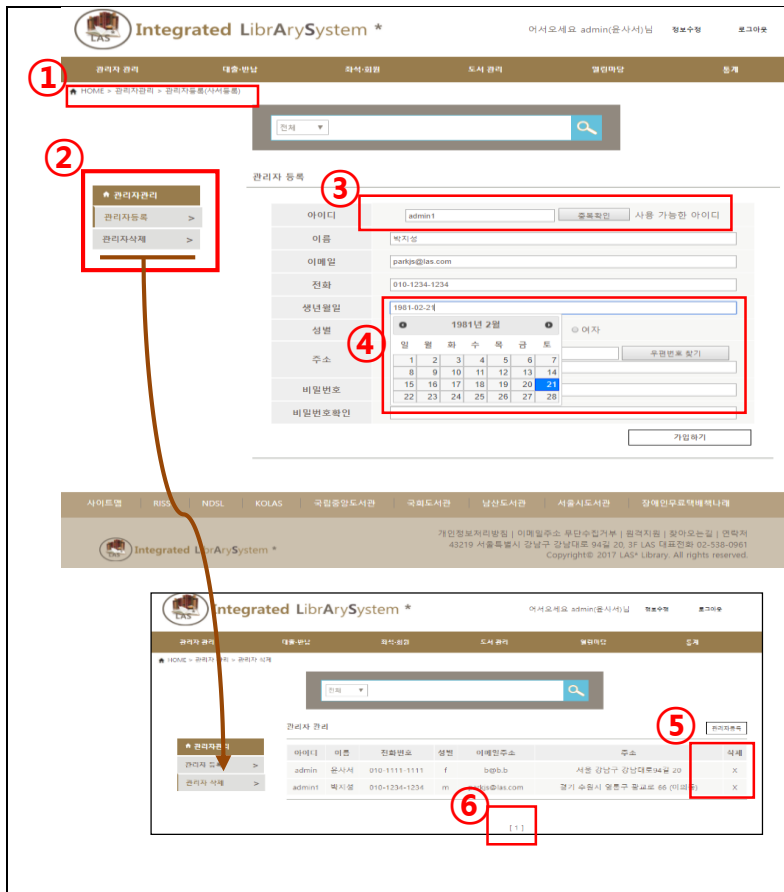 LAS Integrated LibrArySystem * 어서오세요 admin(윤사서)님 정보수정 로그아웃
관리자 관리 대출·반납 좌석·회원 도서 관리 열린마당 통계
①
HOME > 관리자관리 > 관리자등록(사서등록)
전체 ▼
②
관리자 등록
관리자관리
③
관리자등록 >
아이디 admin1 중복확인 사용 가능한 아이디
관리자삭제 >
이름 박지성
이메일 parkjs@las.com
전화 010-1234-1234
생년월일 1981-02-21
④
1981년 2월
성별 여자
일 월 화 수 목 금 토
주소 우편번호 찾기
1 2 3 4 5 6 7
8 9 10 11 12 13 14
15 16 17 18 19 20 21
비밀번호
22 23 24 25 26 27 28
비밀번호확인
가입하기
사이트맵 RISS NDSL KOLAS 국립중앙도서관 국회도서관 남산도서관 서울시도서관 장애인무료택배책나래
개인정보처리방침 | 이메일주소 무단수집거부 | 원격지원 | 찾아오는길 | 연락처
LAS Integrated LibrArySystem * 43219 서울특별시 강남구 강남대로 94길 20, 3F LAS 대표전화 02-538-0961
Copyright© 2017 LAS* Library. All rights reserved.
LAS Integrated LibrArySystem * 어서오세요 admin(윤사서)님 정보수정 로그아웃
관리자 관리 대출·반납 좌석·회원 도서 관리 열린마당 통계
HOME > 관리자 관리 > 관리자 삭제
전체 ▼
⑤
관리자 관리 관리자등록
관리자관리
아이디 이름 전화번호 성별 이메일주소 주소 삭제
관리자 등록 >
admin 윤사서 010-1111-1111 f b@b.b 서울 강남구 강남대로94길 20 X
관리자 삭제 >
admin1 박지성 010-1234-1234 m parkjs@las.com 경기 수원시 영통구 광교로 66 (이의동) X
⑥
[ 1 ]